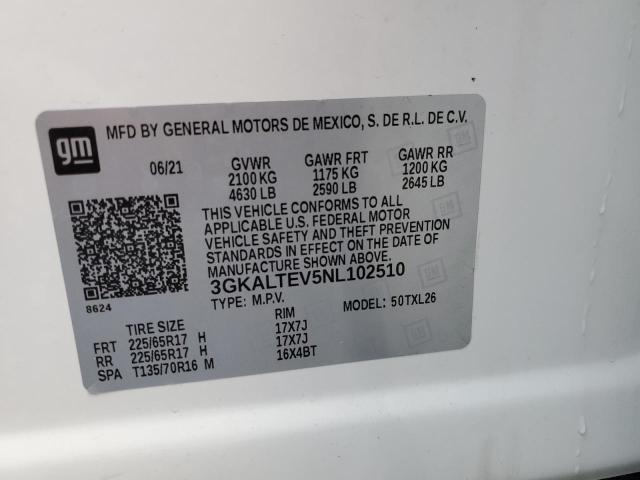 gm
MFD BY GENERAL MOTORS DE MEXICO, S. DE R.L. DE C.V.
06/21 GVWR GAWR FRT GAWR RR
2100 KG 1175 KG 1200 KG
4630 LB 2590 LB 2645 LB
THIS VEHICLE CONFORMS TO ALL
APPLICABLE U.S. FEDERAL MOTOR
VEHICLE SAFETY AND THEFT PREVENTION
STANDARDS IN EFFECT ON THE DATE OF
MANUFACTURE SHOWN ABOVE.
3GKALTEV5NL102510
8624
TYPE: M.P.V. MODEL: 50TXL26
TIRE SIZE RIM
FRT 225/65R17 H 17X7J
RR 225/65R17 H 17X7J
SPA T135/70R16 M 16X4BT